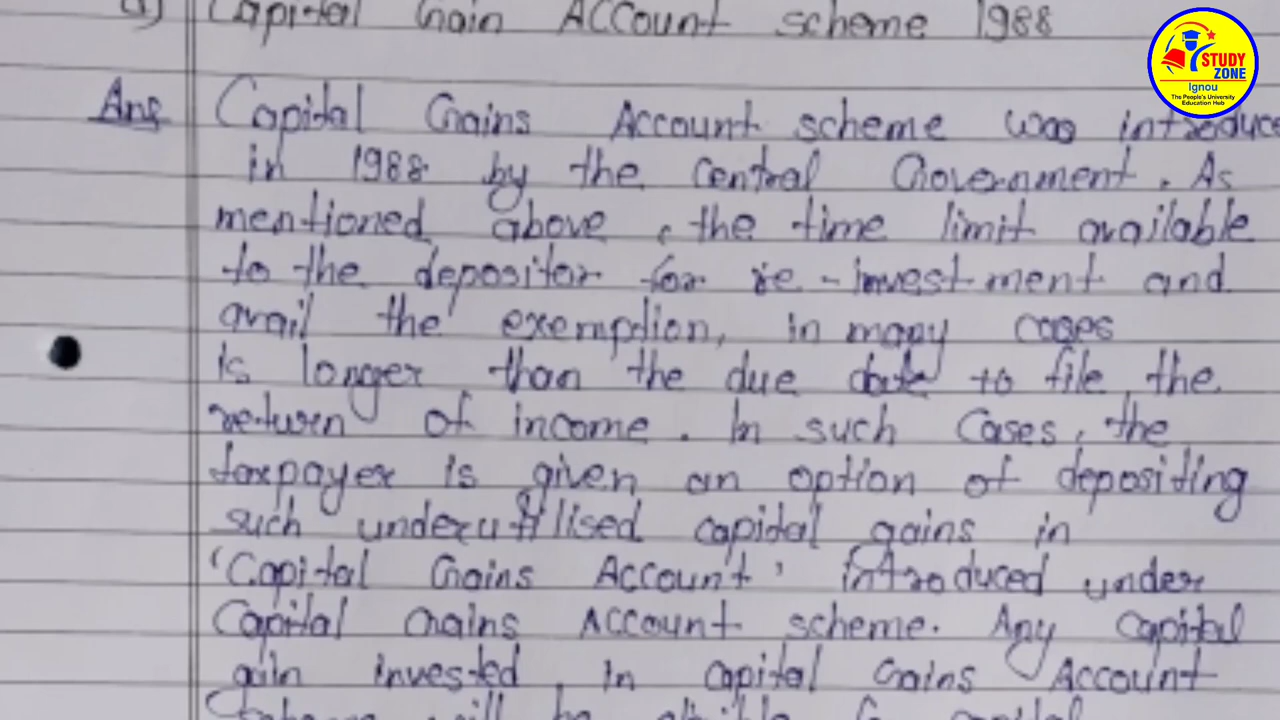 a) Capital Gain Account scheme 1988
STUDY
ZONE
Ignou
The People's University
Education Hub
Ans Capital Gains Account scheme was introduce
in 1988 by the Central Government. As
mentioned above, the time limit available
to the depositor for re-investment and
avail the exemption, in many cases
is longer than the due date to file the
return of income. In such Cases, the
taxpayer is given an option of depositing
such underutilised capital gains in
'Capital Gains Account' introduced under
Capital Gains Account scheme. Any Capital
gain invested in capital Gains Account
will be capital